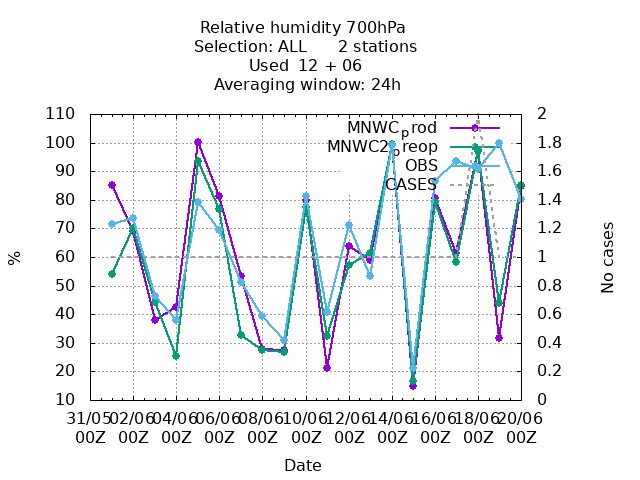 Relative humidity 700hPa
Selection: ALL 2 stations
Used 12 + 06
Averaging window: 24h
110
100
90
80
70
60
50
40
30
20
10
2
1.8
1.6
1.4
1.2
1
0.8
0.6
0.4
0.2
0
MNWCprod
MNWC2preop
OBS
CASES
%
No cases
31/05 02/06 04/06 06/06 08/06 10/06 12/06 14/06 16/06 18/06 20/06
00Z 00Z 00Z 00Z 00Z 00Z 00Z 00Z 00Z 00Z 00Z
Date